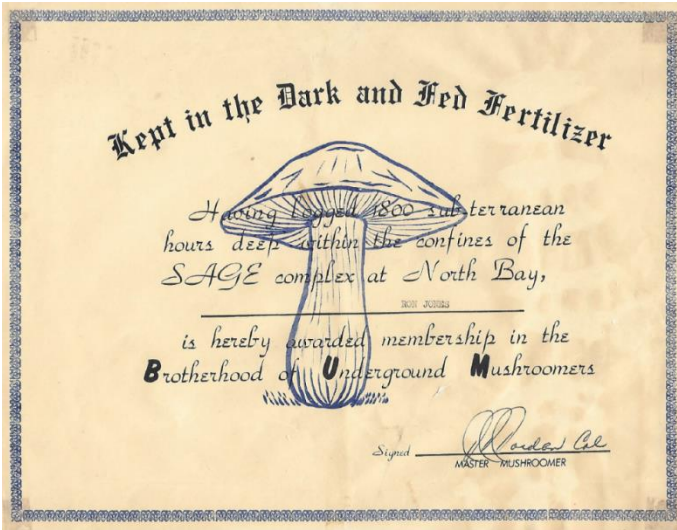 Kept in the Dark and Fed Fertilizer
Having logged 1800 subterranean
hours deep within the confines of the
SAGE complex at North Bay,
RON JONES
is hereby awarded membership in the
Brotherhood of Underground Mushroomers
Signed
MASTER MUSHROOMER